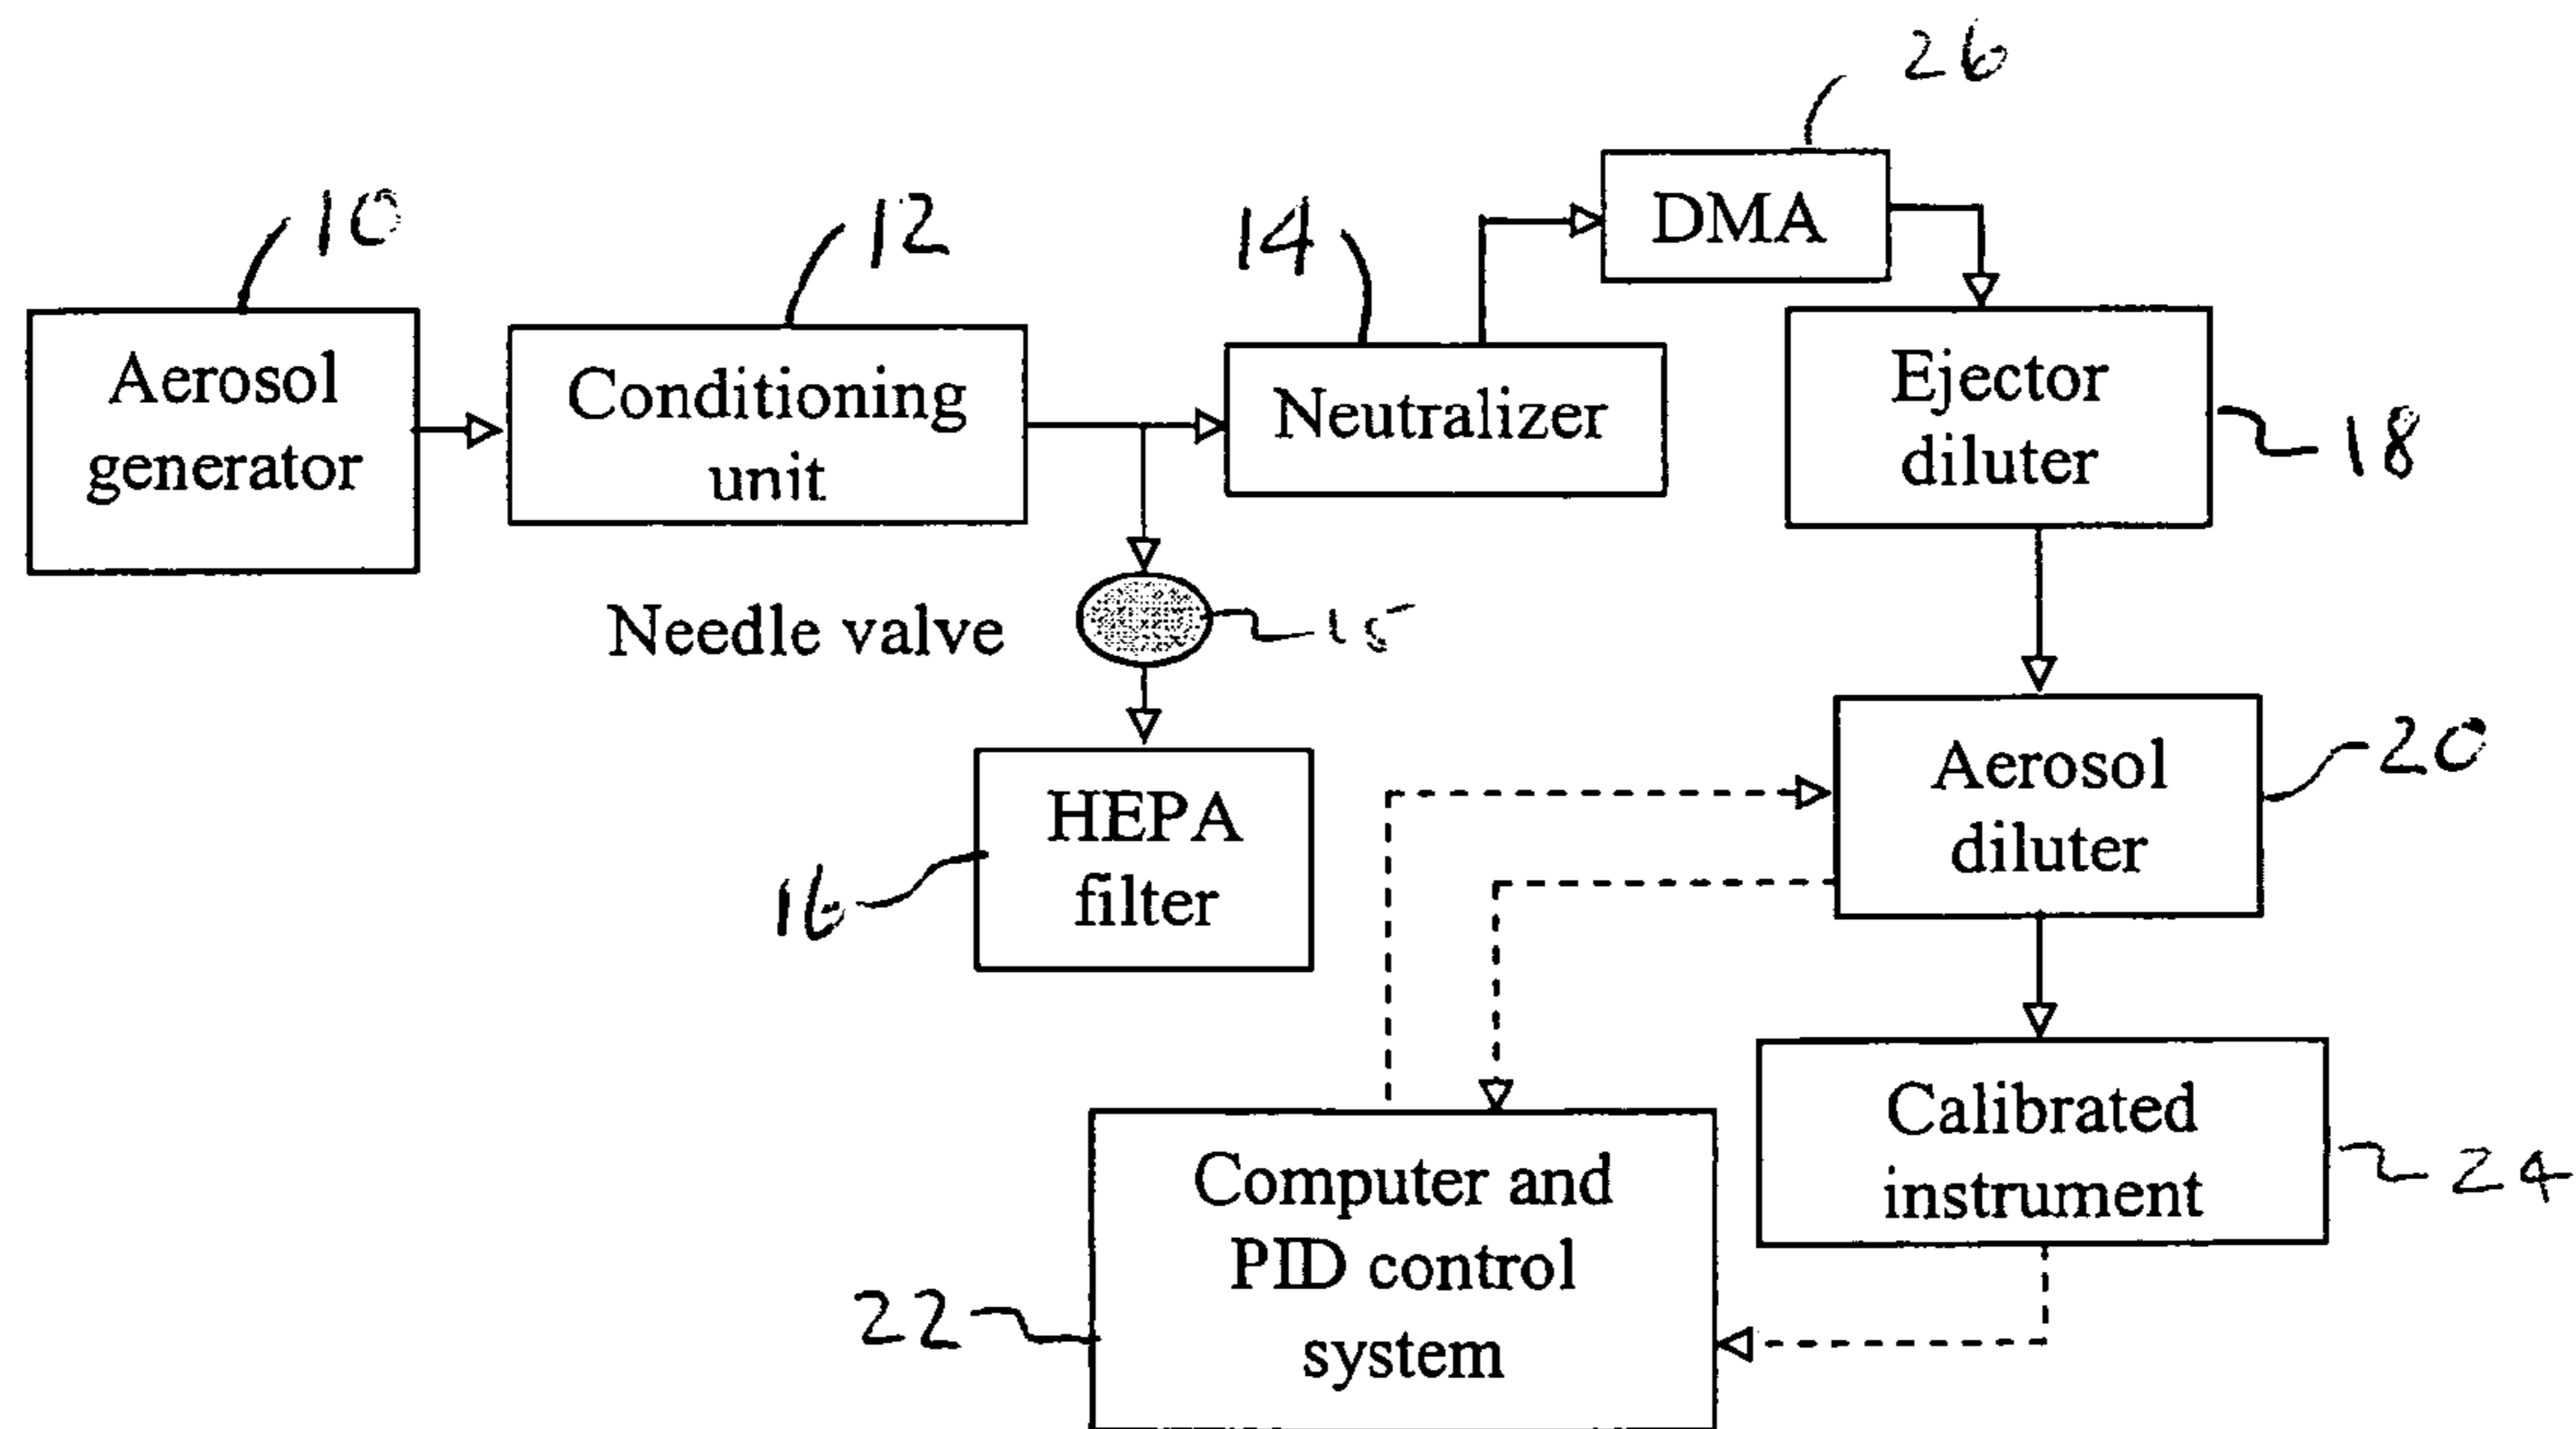 26
10
12
14
DMA
Aerosol
generator
Conditioning
unit
Neutralizer
Ejector
diluter
18
Needle valve
15
HEPA
filter
16
Aerosol
diluter
20
Computer and
PID control
system
22
Calibrated
instrument
24